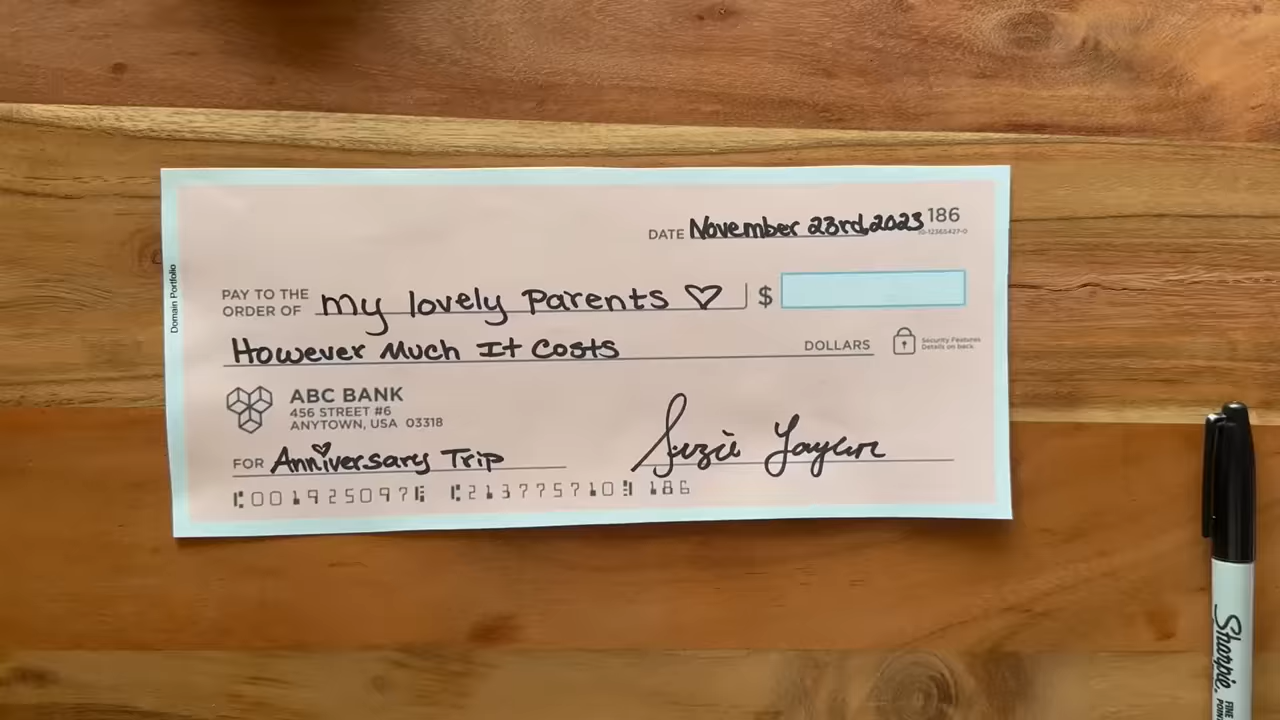 DATE November 23rd, 2023 186
10-12365427-0
PAY TO THE ORDER OF my lovely Parents ♡ $
However Much It Costs DOLLARS
Security Features
Details on back.
ABC BANK
456 STREET #6
ANYTOWN, USA 03318
FOR Anniversary Trip
Suzie Taylor
⑆001925097⑆ ⑆213775710⑈ 186
Domain Portfolio
Sharpie.
FINE
POINT